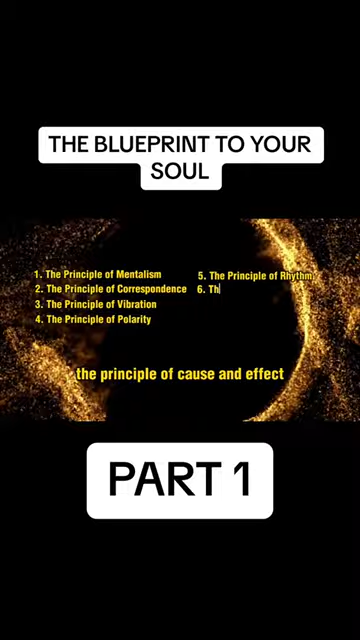 THE BLUEPRINT TO YOUR
SOUL
1. The Principle of Mentalism
2. The Principle of Correspondence
3. The Principle of Vibration
4. The Principle of Polarity
5. The Principle of Rhythm
6. Th
the principle of cause and effect
PART 1